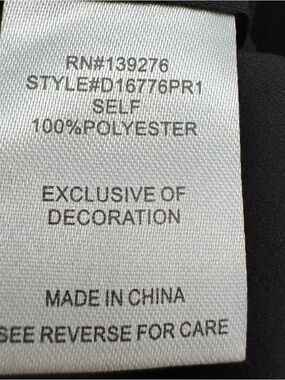 RN#139276
STYLE#D16776PR1
SELF
100%POLYESTER
EXCLUSIVE OF
DECORATION
MADE IN CHINA
SEE REVERSE FOR CARE